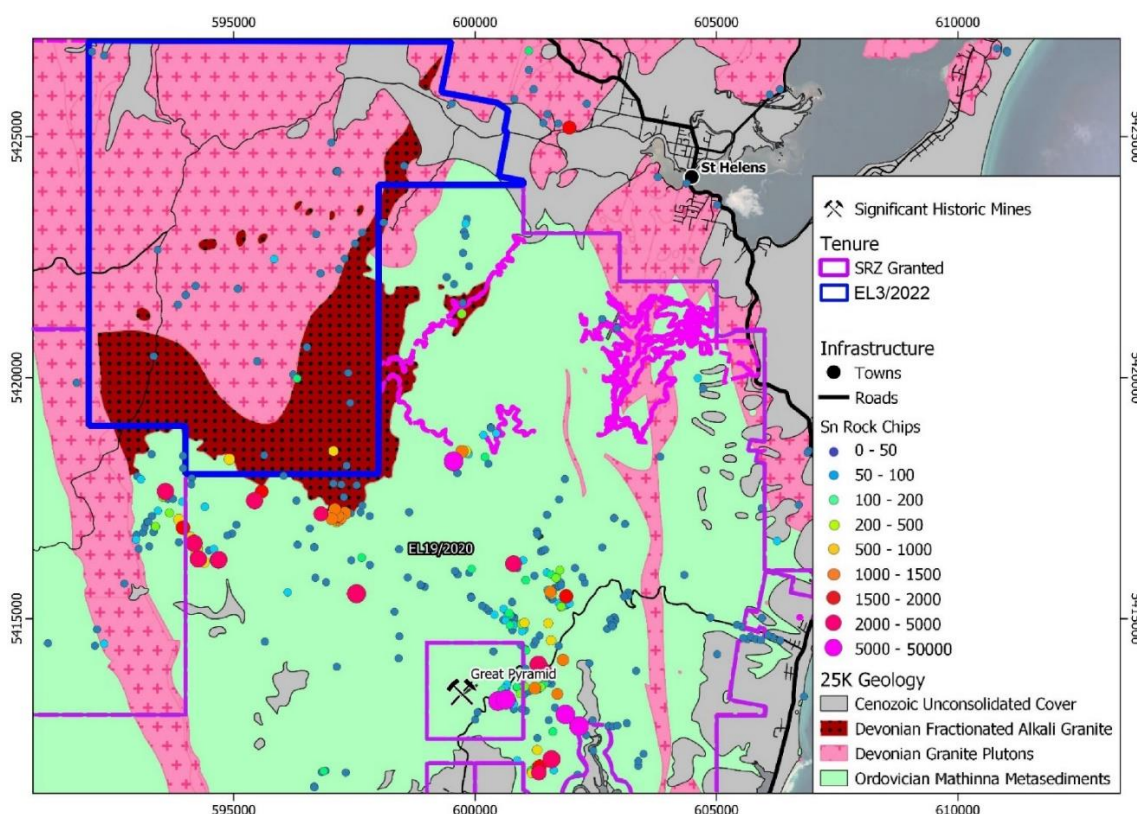 595000
600000
605000
610000
5425000
5425000
St Helens
5420000
5420000
EL19/2020
5415000
5415000
Great Pyramid
Significant Historic Mines
Tenure
SRZ Granted
EL3/2022
Infrastructure
Towns
Roads
Sn Rock Chips
0 - 50
50 - 100
100 - 200
200 - 500
500 - 1000
1000 - 1500
1500 - 2000
2000 - 5000
5000 - 50000
25K Geology
Cenozoic Unconsolidated Cover
Devonian Fractionated Alkali Granite
Devonian Granite Plutons
Ordovician Mathinna Metasediments
595000
600000
605000
610000